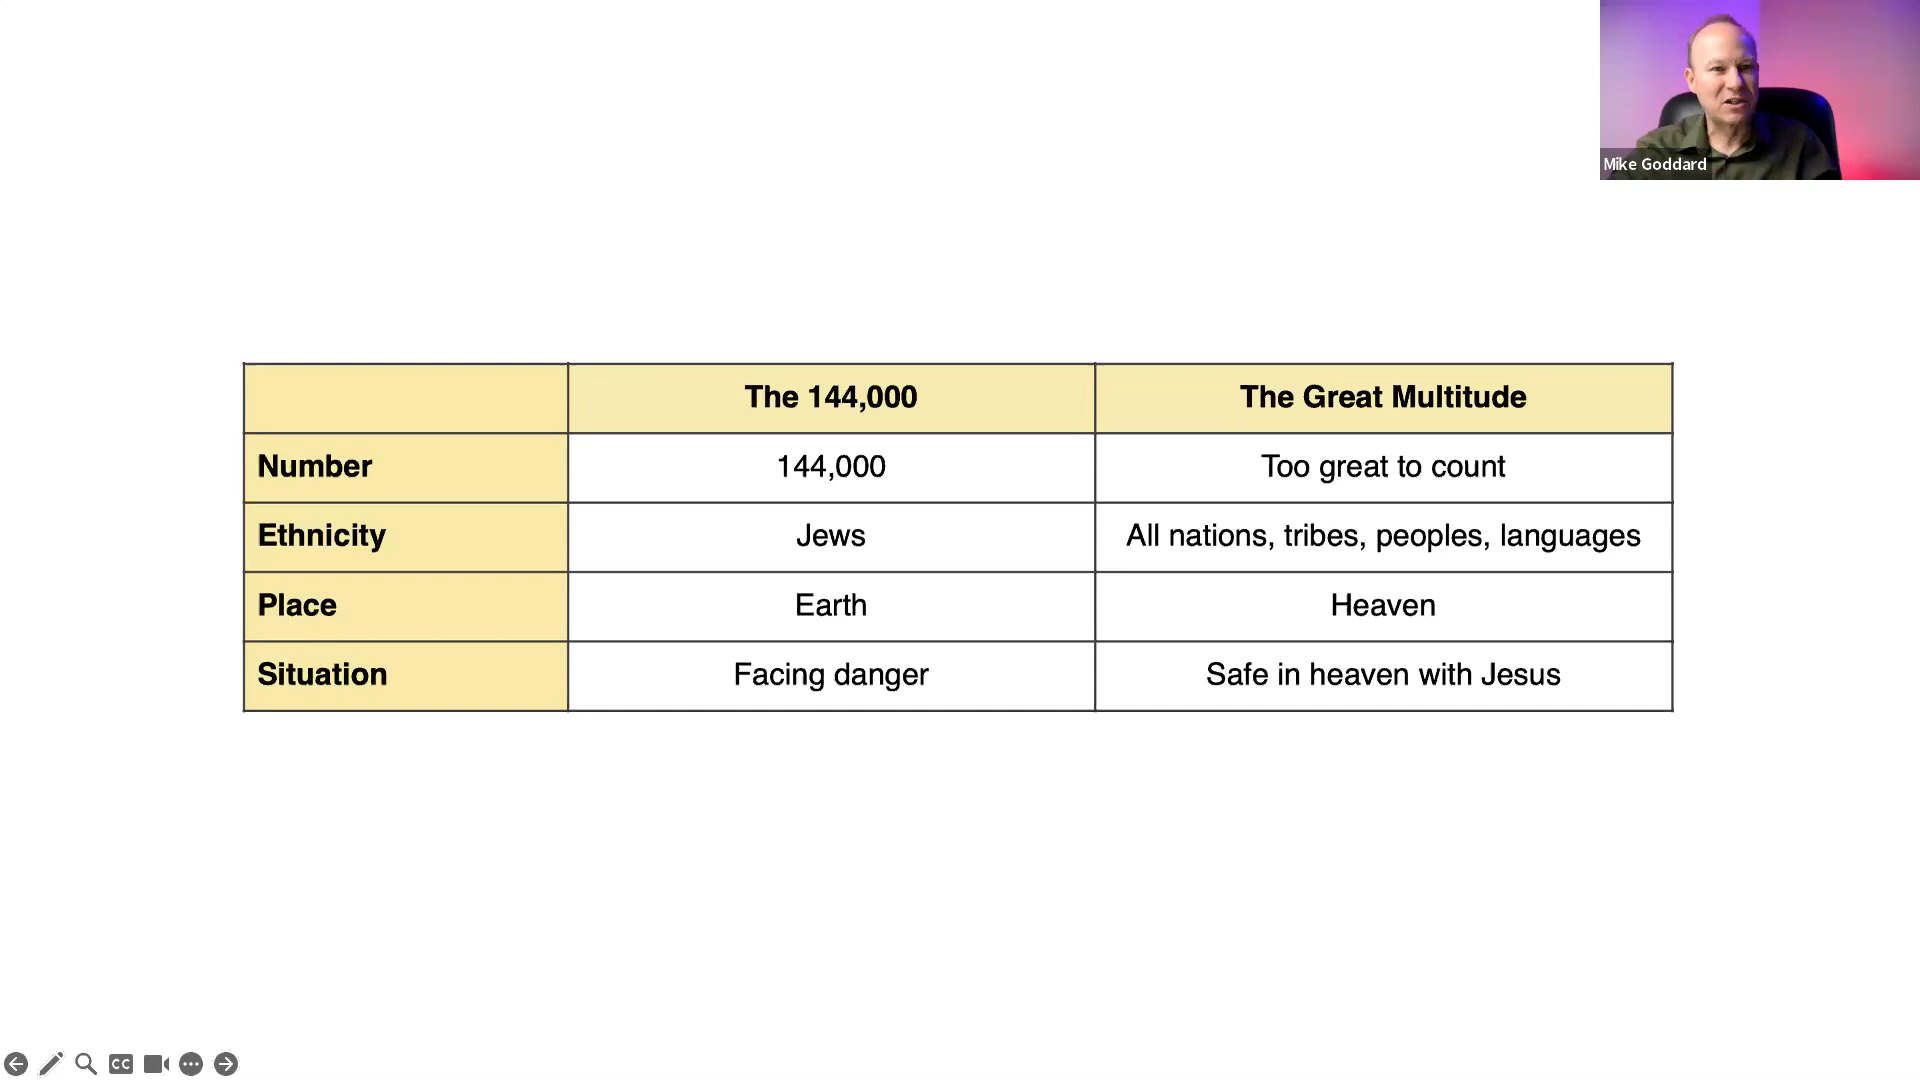 Mike Goddard
The 144,000 The Great Multitude
Number 144,000 Too great to count
Ethnicity Jews All nations, tribes, peoples, languages
Place Earth Heaven
Situation Facing danger Safe in heaven with Jesus
CC